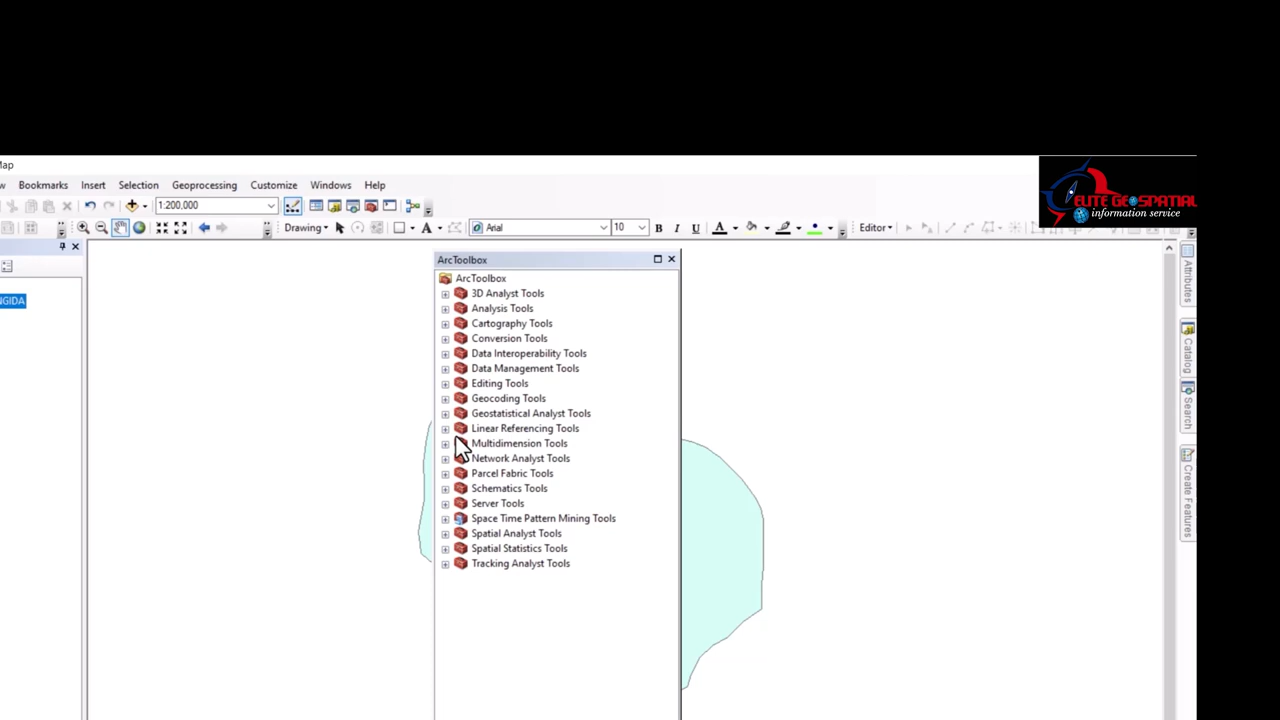 Map
w Bookmarks Insert Selection Geoprocessing Customize Windows Help
1:200,000
Drawing Arial 10 B I U A Editor
ELITE GEOSPATIAL
information service
NGIDA
ArcToolbox
ArcToolbox
3D Analyst Tools
Analysis Tools
Cartography Tools
Conversion Tools
Data Interoperability Tools
Data Management Tools
Editing Tools
Geocoding Tools
Geostatistical Analyst Tools
Linear Referencing Tools
Multidimension Tools
Network Analyst Tools
Parcel Fabric Tools
Schematics Tools
Server Tools
Space Time Pattern Mining Tools
Spatial Analyst Tools
Spatial Statistics Tools
Tracking Analyst Tools
Attributes
Catalog
Search
Create Features